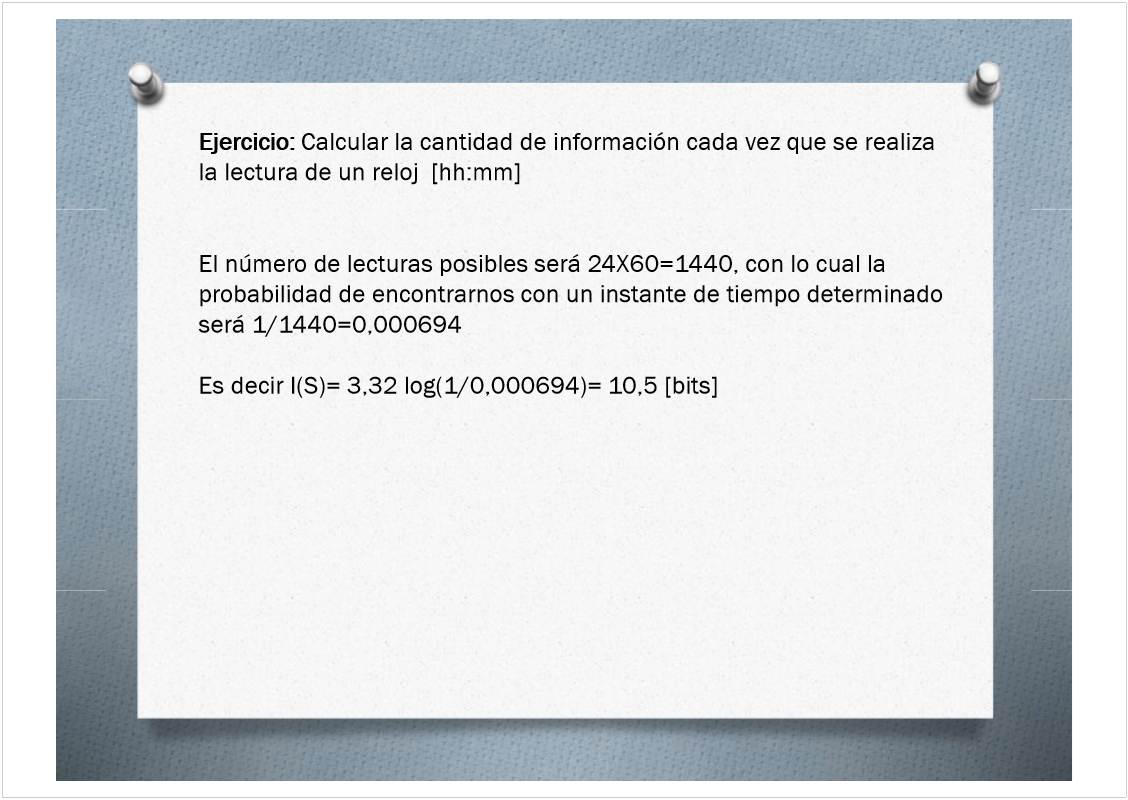 Ejercicio: Calcular la cantidad de información cada vez que se realiza
la lectura de un reloj [hh:mm]
El número de lecturas posibles será 24X60=1440, con lo cual la
probabilidad de encontrarnos con un instante de tiempo determinado
será 1/1440=0,000694
Es decir I(S)= 3,32 log(1/0,000694)= 10,5 [bits]